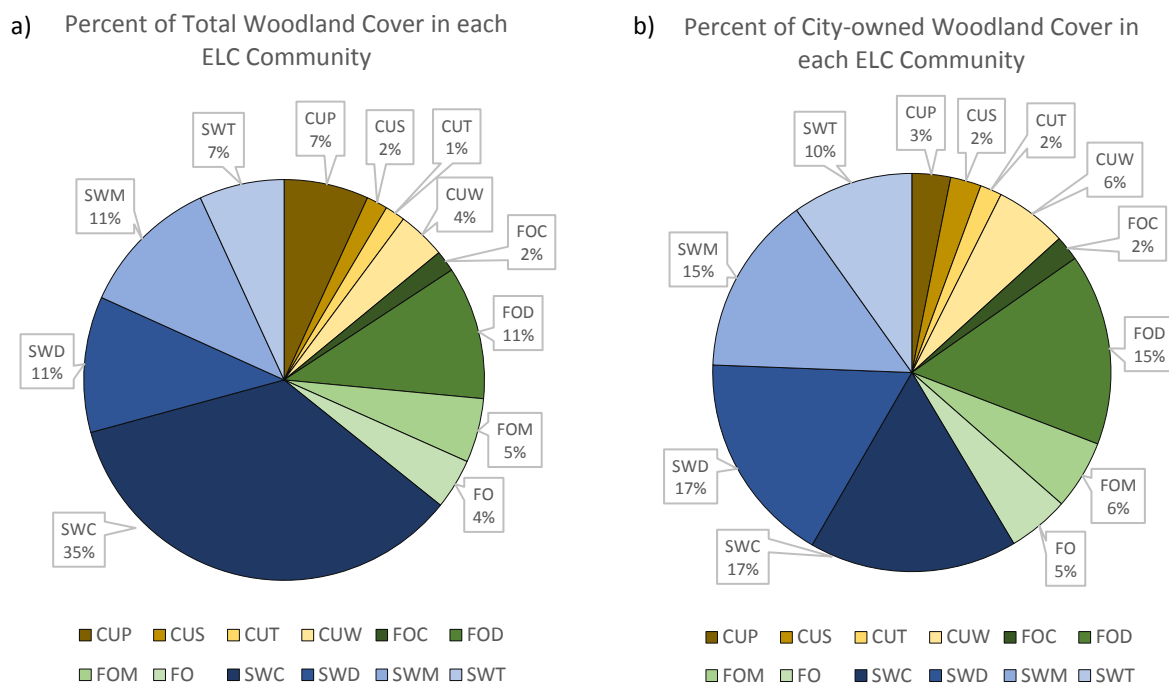 a)
Percent of Total Woodland Cover in each
ELC Community
CUP
7%
CUS
2%
CUT
1%
CUW
4%
FOC
2%
FOD
11%
FOM
5%
FO
4%
SWC
35%
SWD
11%
SWM
11%
SWT
7%
CUP CUS CUT CUW FOC FOD
FOM FO SWC SWD SWM SWT
b)
Percent of City-owned Woodland Cover in
each ELC Community
CUP
3%
CUS
2%
CUT
2%
CUW
6%
FOC
2%
FOD
15%
FOM
6%
FO
5%
SWC
17%
SWD
17%
SWM
15%
SWT
10%
CUP CUS CUT CUW FOC FOD
FOM FO SWC SWD SWM SWT